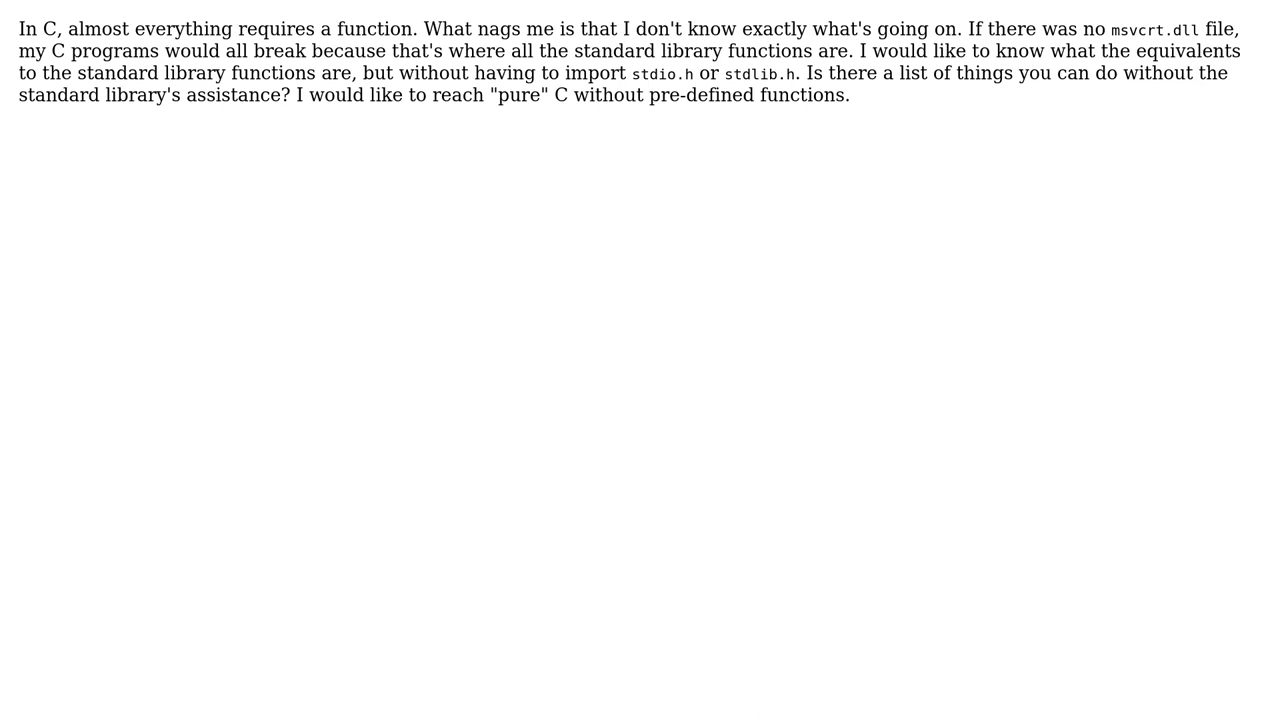 In C, almost everything requires a function. What nags me is that I don't know exactly what's going on. If there was no msvcrt.dll file,
my C programs would all break because that's where all the standard library functions are. I would like to know what the equivalents
to the standard library functions are, but without having to import stdio.h or stdlib.h. Is there a list of things you can do without the
standard library's assistance? I would like to reach "pure" C without pre-defined functions.